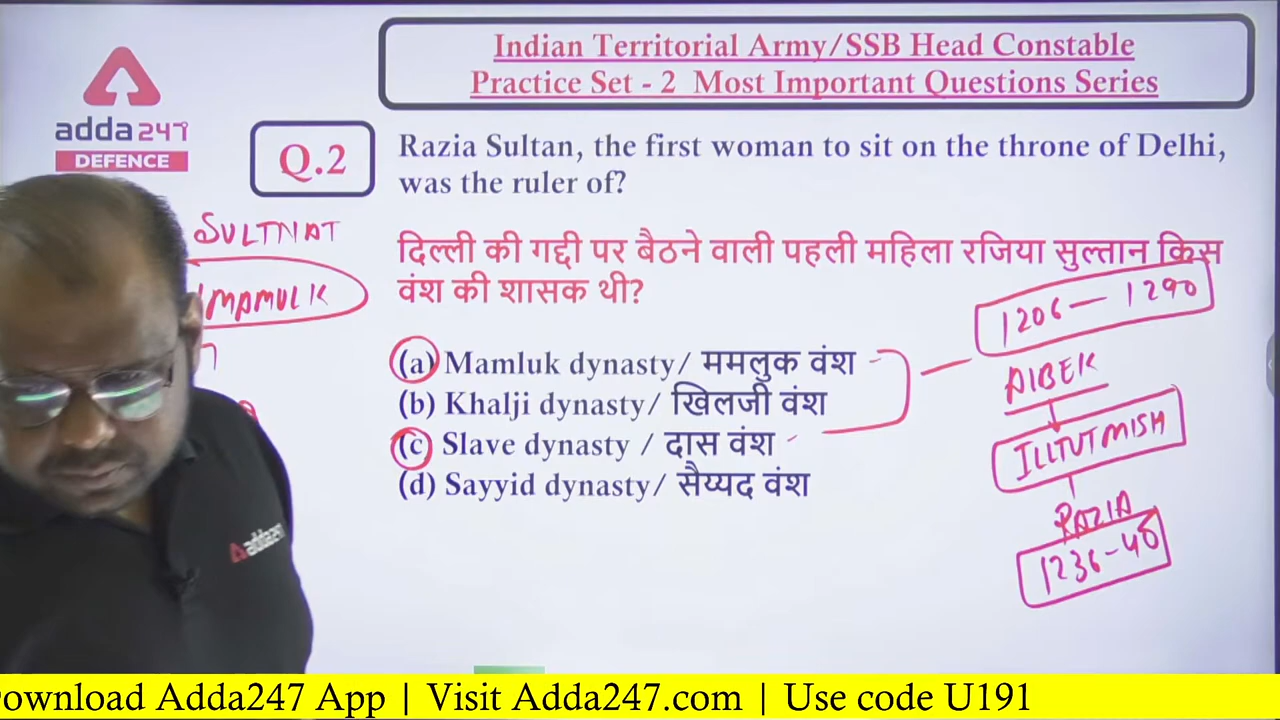 Indian Territorial Army/SSB Head Constable
Practice Set - 2 Most Important Questions Series
adda247
DEFENCE
Q.2
Razia Sultan, the first woman to sit on the throne of Delhi,
was the ruler of?
SULTNAT
MAMULK
दिल्ली की गद्दी पर बैठने वाली पहली महिला रजिया सुल्तान किस
वंश की शासक थी?
1206 — 1290
(a) Mamluk dynasty/ ममलुक वंश
(b) Khalji dynasty/ खिलजी वंश
(c) Slave dynasty / दास वंश
(d) Sayyid dynasty/ सैय्यद वंश
AIBEK
ILLTUTMISH
RAZIA
1236-40
adda247
ownload Adda247 App | Visit Adda247.com | Use code U191